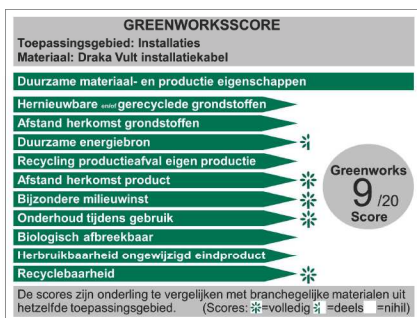 GREENWORKSSCORE
Toepassingsgebied: Installaties
Materiaal: Draka Vult installatiekabel
Duurzame materiaal- en productie eigenschappen
Hernieuwbare en/of gerecyclede grondstoffen
Afstand herkomst grondstoffen
Duurzame energiebron
Recycling productieafval eigen productie
Afstand herkomst product
Bijzondere milieuwinst
Onderhoud tijdens gebruik
Biologisch afbreekbaar
Herbruikbaarheid ongewijzigd eindproduct
Recyclebaarheid
Greenworks
9 /20
Score
De scores zijn onderling te vergelijken met branchegelijke materialen uit
hetzelfde toepassingsgebied. (Scores: =volledig =deels =nihil)